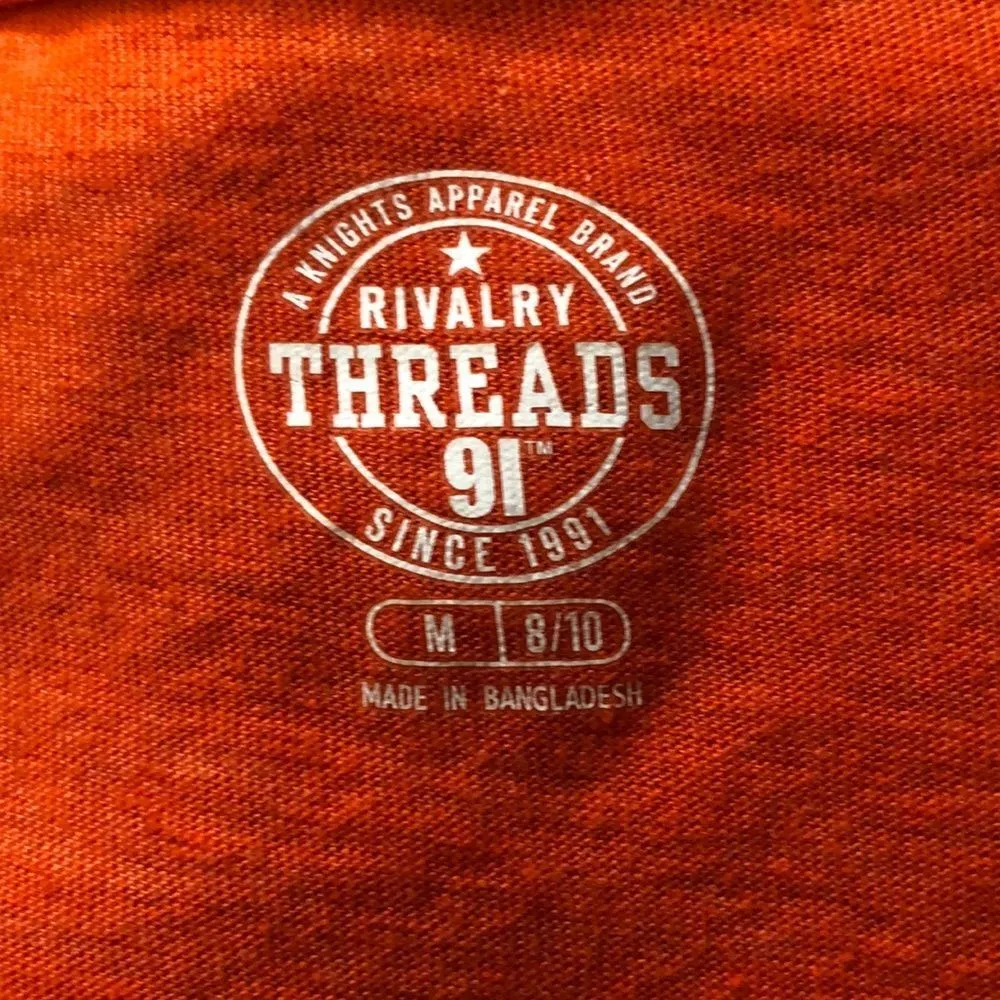 A KNIGHTS APPAREL BRAND
RIVALRY
THREADS
91™
SINCE 1991
M 8/10
MADE IN BANGLADESH